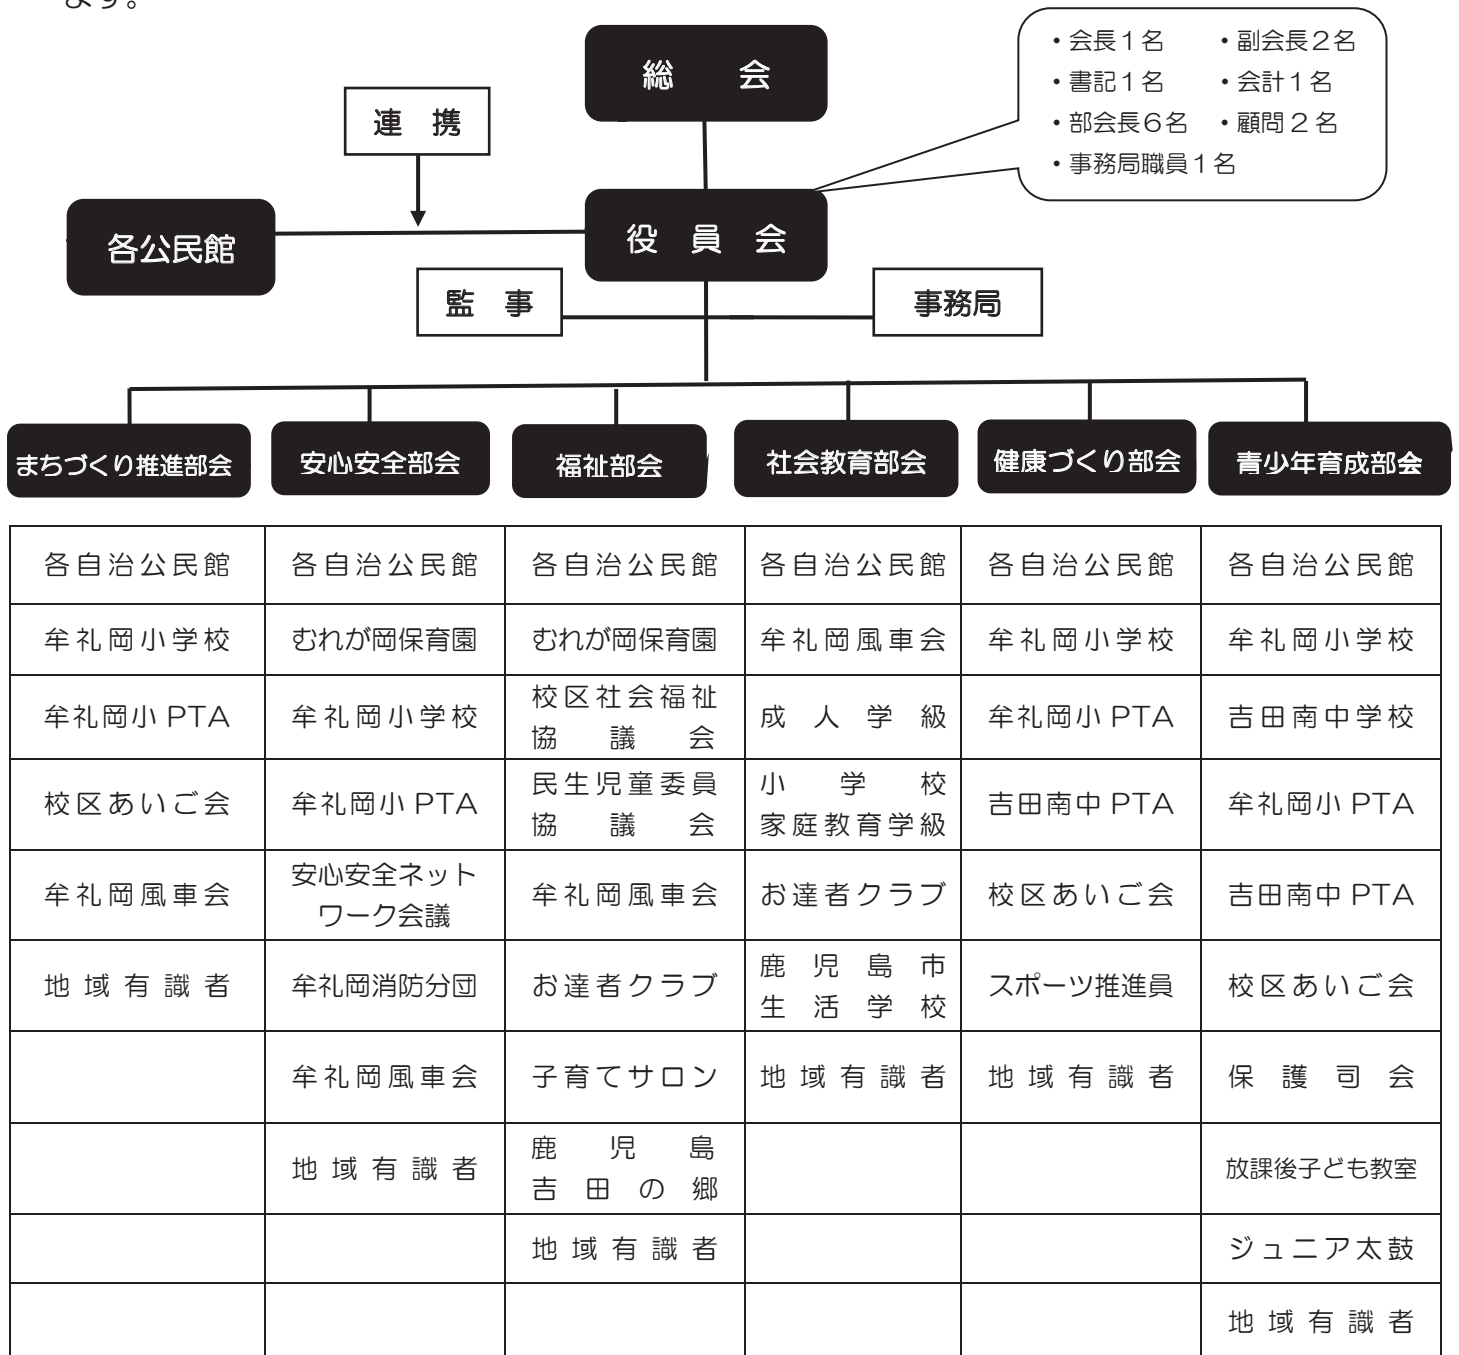 ます。
総　会
・会長１名　・副会長２名
・書記１名　・会計１名
・部会長６名　・顧問２名
・事務局職員１名
連　携
各公民館
役　員　会
監　事
事務局
まちづくり推進部会
安心安全部会
福祉部会
社会教育部会
健康づくり部会
青少年育成部会
各自治公民館　各自治公民館　各自治公民館　各自治公民館　各自治公民館　各自治公民館
牟礼岡小学校　むれが岡保育園　むれが岡保育園　牟礼岡風車会　牟礼岡小学校　牟礼岡小学校
牟礼岡小 PTA　牟礼岡小学校　校区社会福祉協議会　成人学級　牟礼岡小 PTA　吉田南中学校
校区あいご会　牟礼岡小 PTA　民生児童委員協議会　小学校家庭教育学級　吉田南中 PTA　牟礼岡小 PTA
牟礼岡風車会　安心安全ネットワーク会議　牟礼岡風車会　お達者クラブ　校区あいご会　吉田南中 PTA
地域有識者　牟礼岡消防分団　お達者クラブ　鹿児島市生活学校　スポーツ推進員　校区あいご会
牟礼岡風車会　子育てサロン　地域有識者　地域有識者　保護司会
地域有識者　鹿児島吉田の郷　放課後子ども教室
地域有識者　ジュニア太鼓
地域有識者